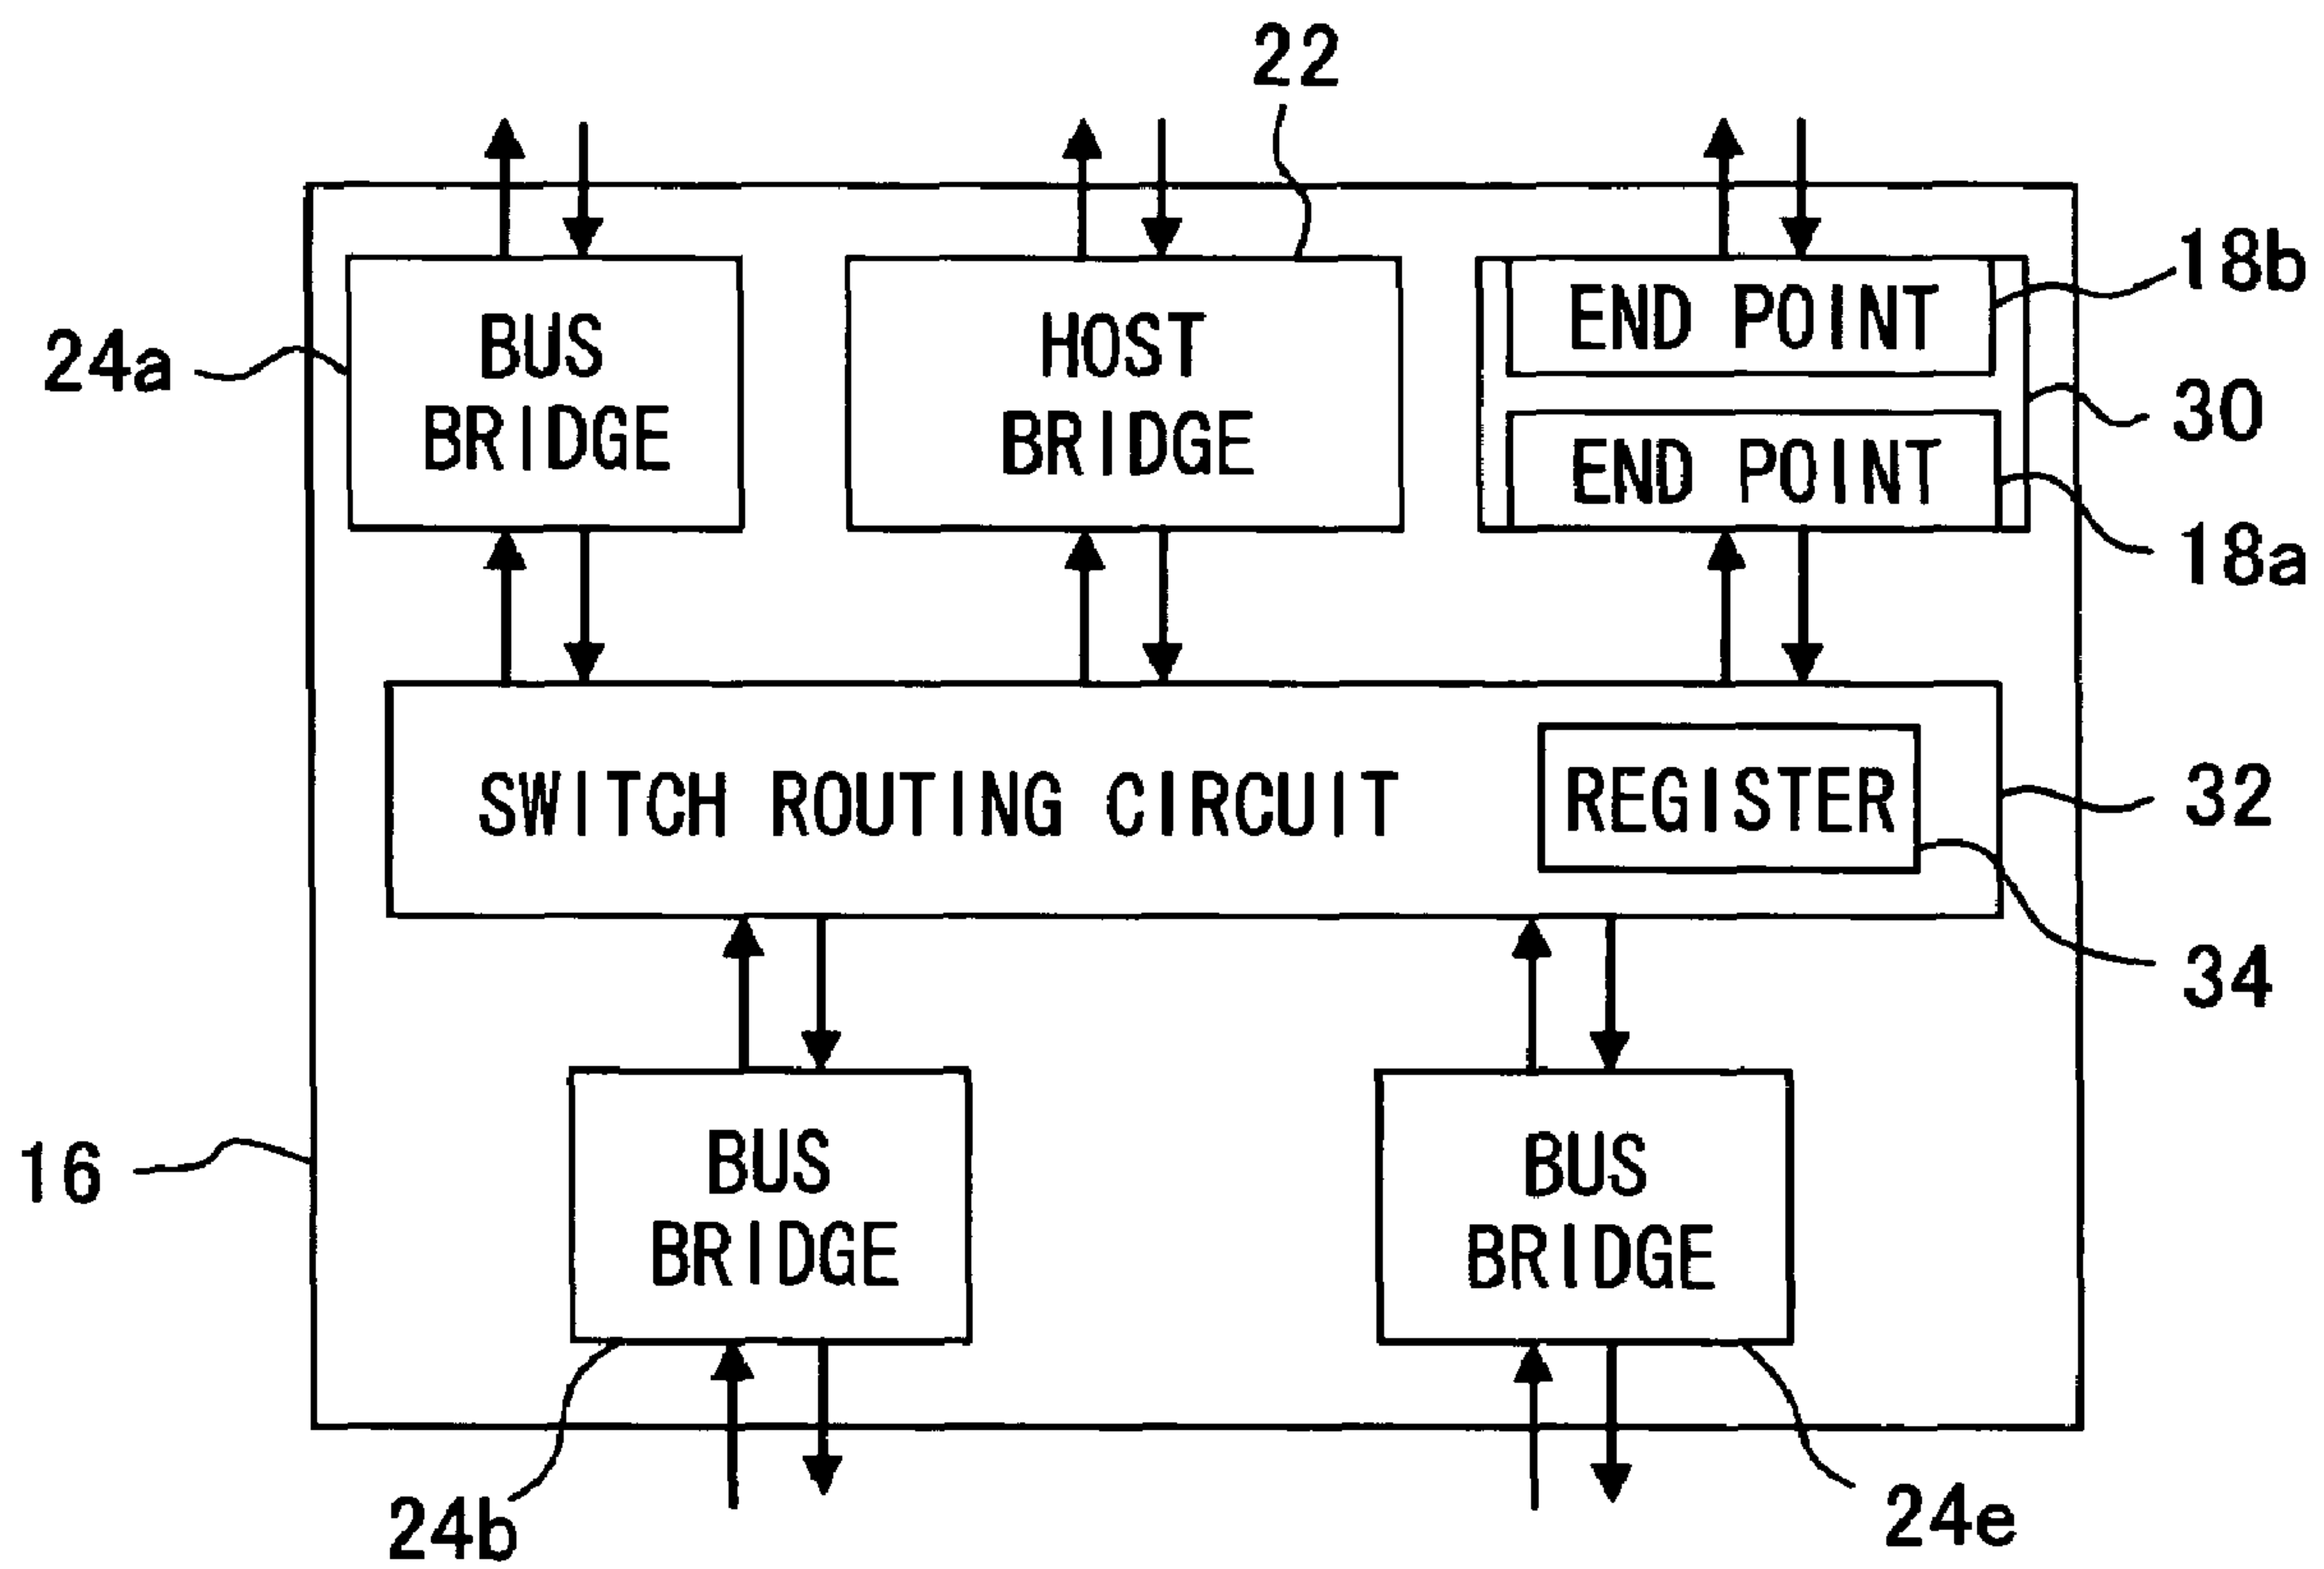 22
BUS
BRIDGE
24a
HOST
BRIDGE
END POINT
18b
30
END POINT
18a
SWITCH ROUTING CIRCUIT
REGISTER
32
34
BUS
BRIDGE
BUS
BRIDGE
16
24b
24e